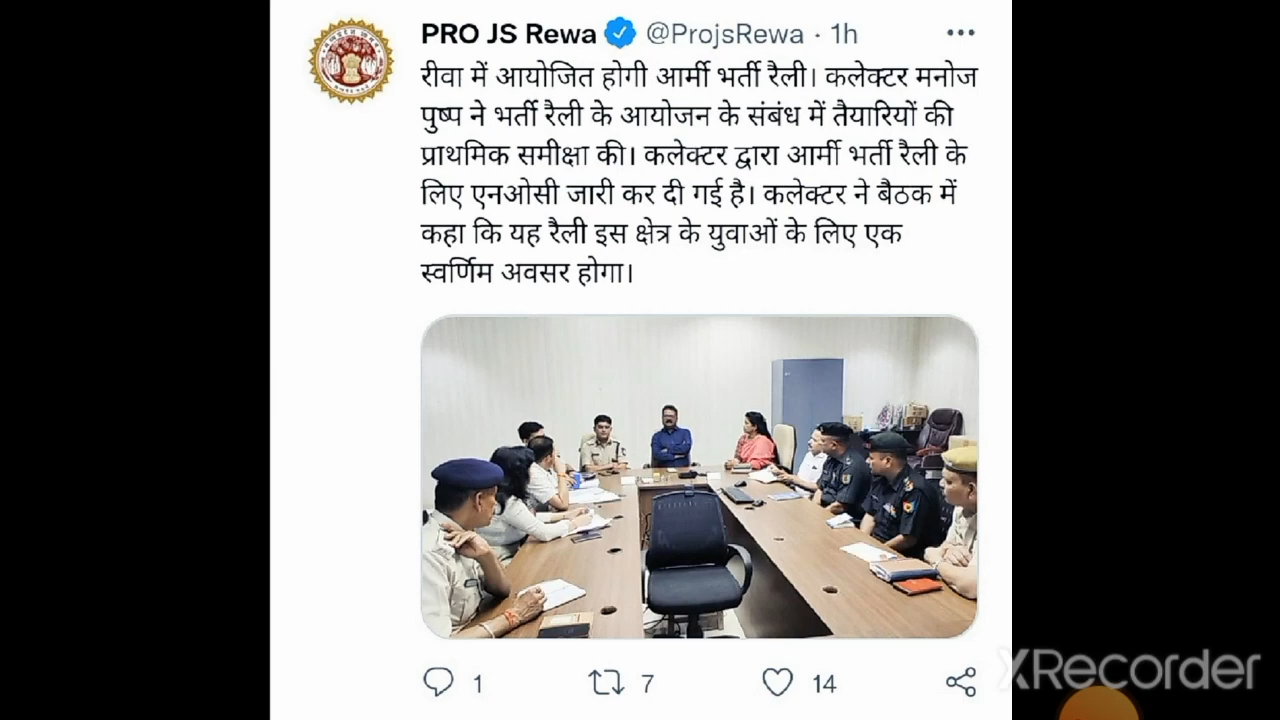 PRO JS Rewa @ProjsRewa · 1h
रीवा में आयोजित होगी आर्मी भर्ती रैली। कलेक्टर मनोज
पुष्प ने भर्ती रैली के आयोजन के संबंध में तैयारियों की
प्राथमिक समीक्षा की। कलेक्टर द्वारा आर्मी भर्ती रैली के
लिए एनओसी जारी कर दी गई है। कलेक्टर ने बैठक में
कहा कि यह रैली इस क्षेत्र के युवाओं के लिए एक
स्वर्णिम अवसर होगा।
1 7 14
XRecorder